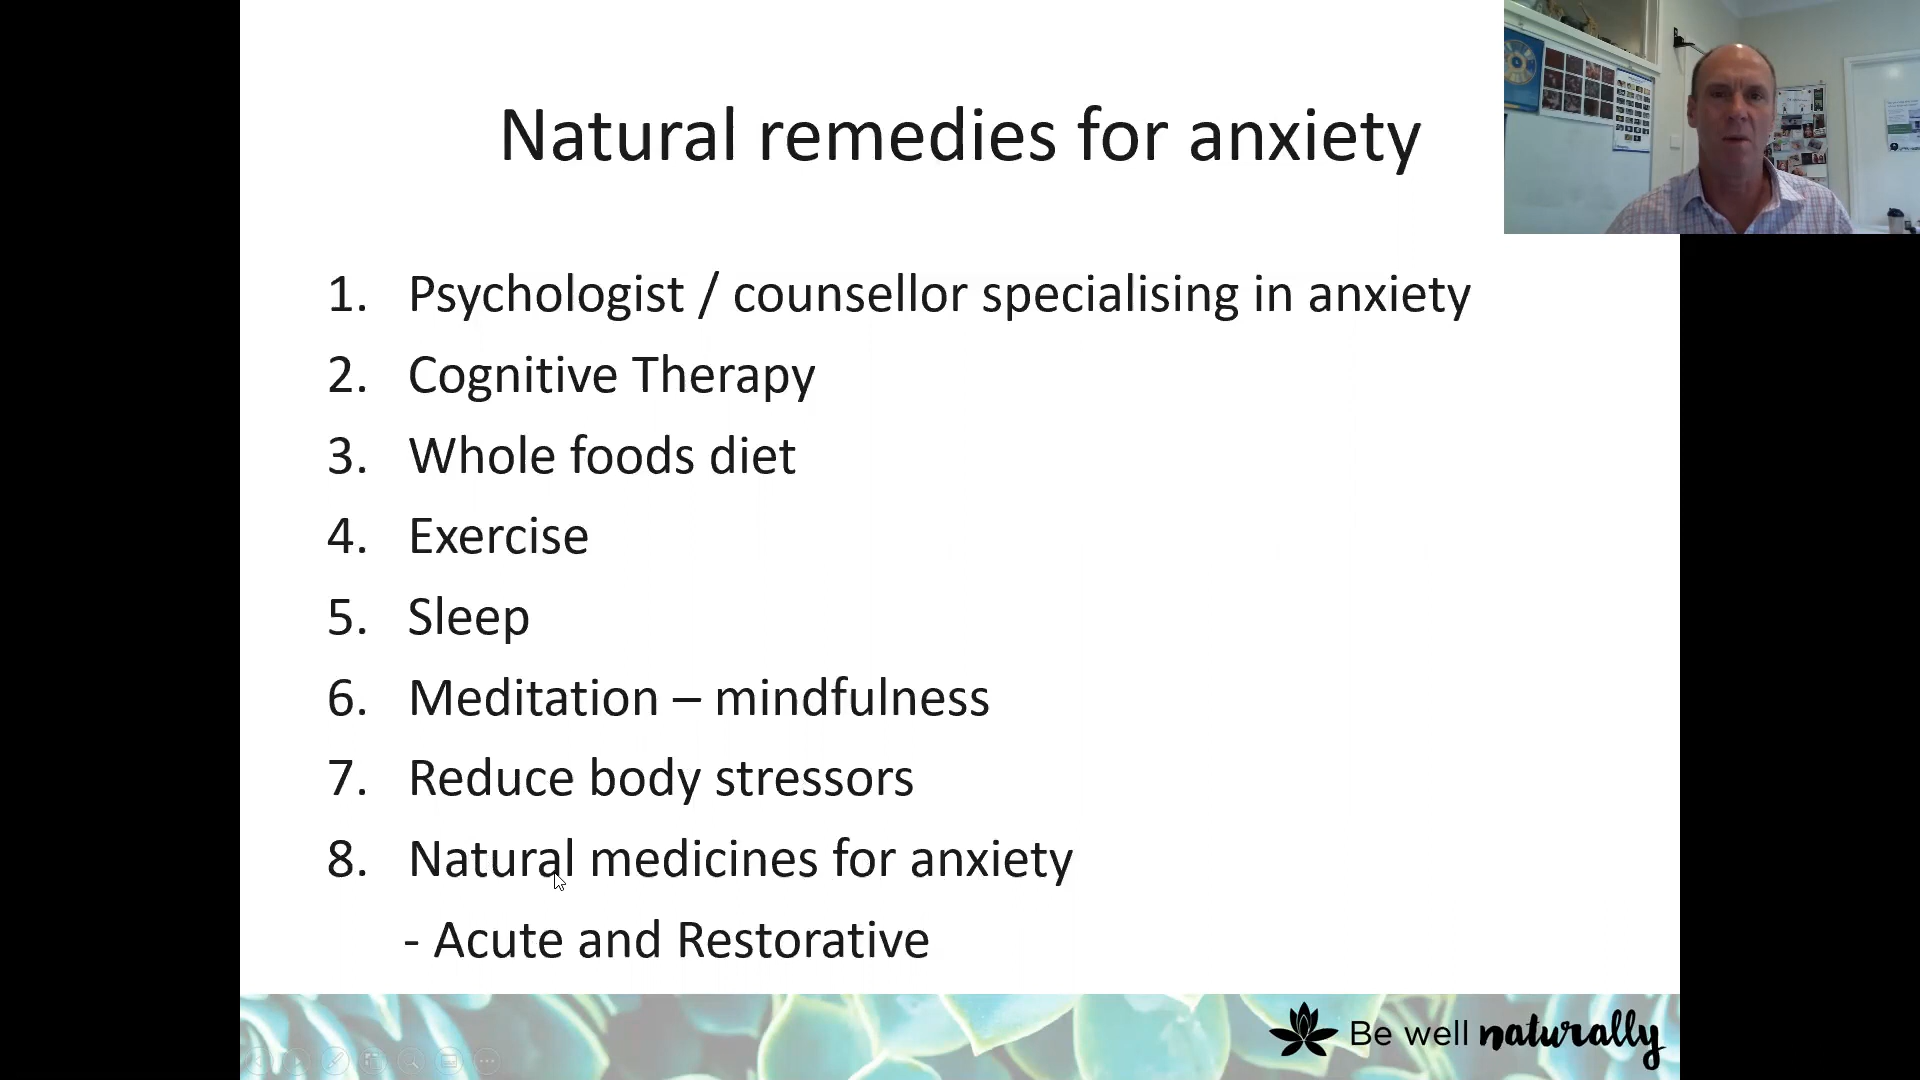 Natural remedies for anxiety
1. Psychologist / counsellor specialising in anxiety
2. Cognitive Therapy
3. Whole foods diet
4. Exercise
5. Sleep
6. Meditation – mindfulness
7. Reduce body stressors
8. Natural medicines for anxiety
- Acute and Restorative
Be well naturally